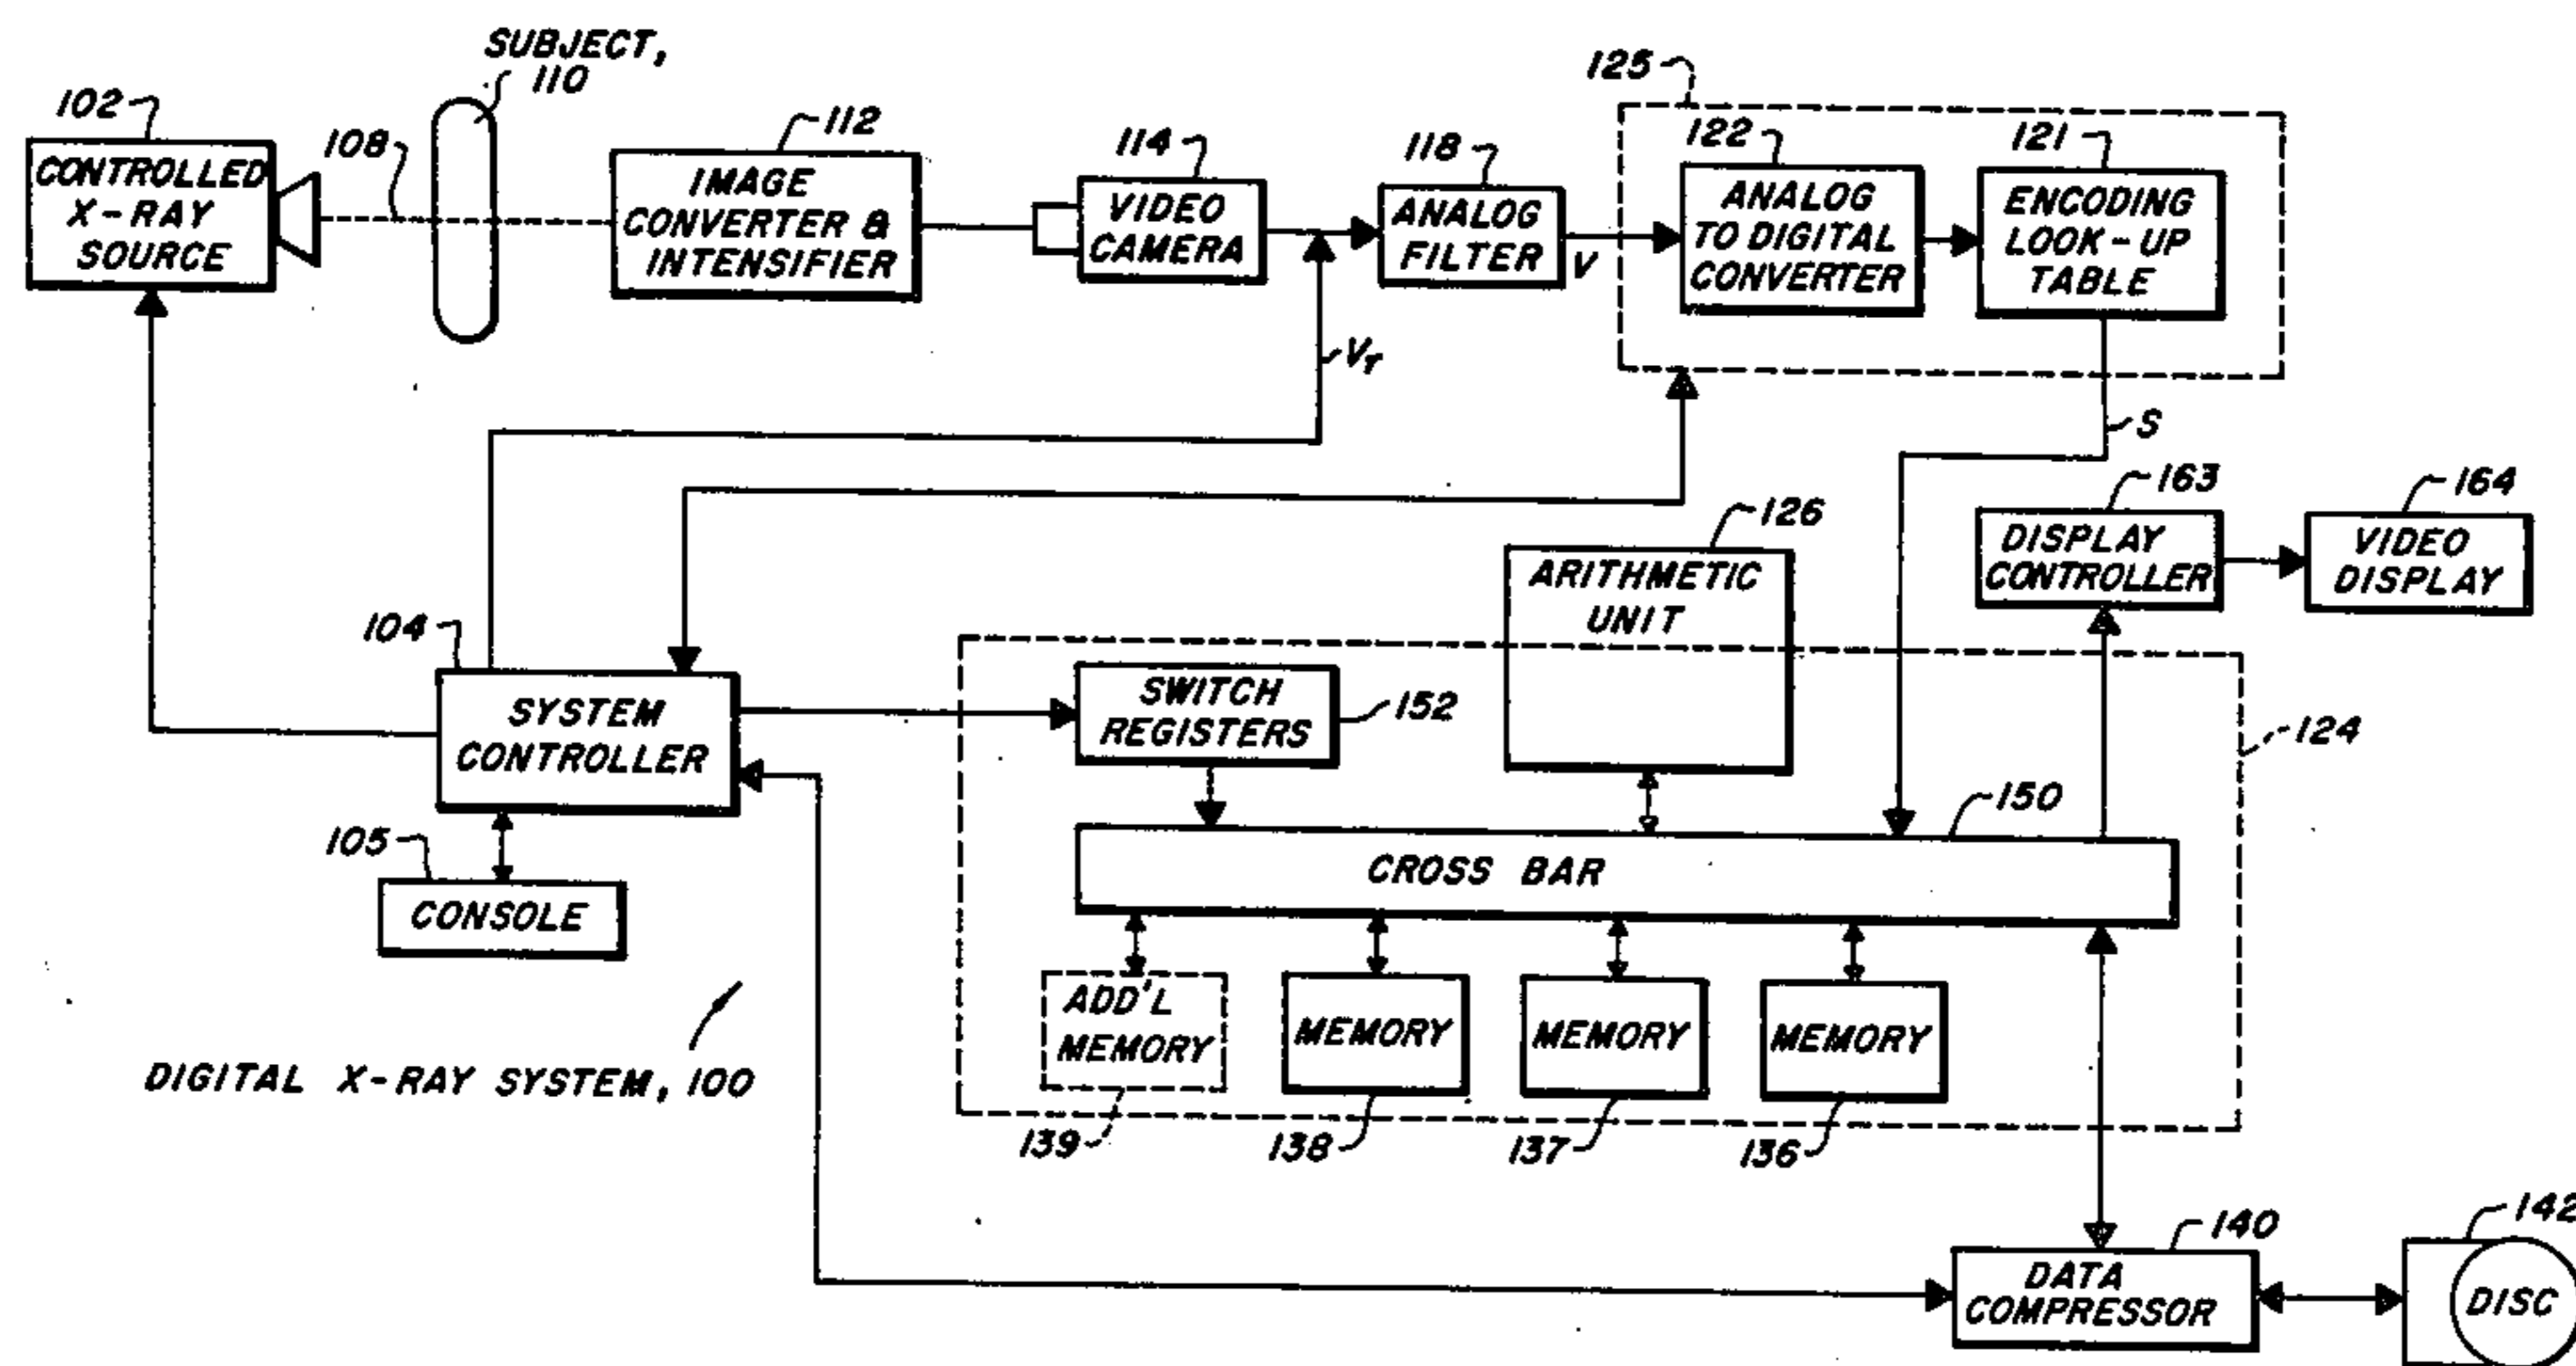 SUBJECT,
110
102
108
112
114
118
125
122
121
CONTROLLED
X-RAY
SOURCE
IMAGE
CONVERTER &
INTENSIFIER
VIDEO
CAMERA
ANALOG
FILTER
V
ANALOG
TO DIGITAL
CONVERTER
ENCODING
LOOK-UP
TABLE
VT
S
163
164
126
DISPLAY
CONTROLLER
VIDEO
DISPLAY
ARITHMETIC
UNIT
104
SYSTEM
CONTROLLER
SWITCH
REGISTERS
152
124
150
105
CONSOLE
CROSS BAR
ADD'L
MEMORY
MEMORY
MEMORY
MEMORY
DIGITAL X-RAY SYSTEM, 100
139
138
137
136
140
142
DATA
COMPRESSOR
DISC